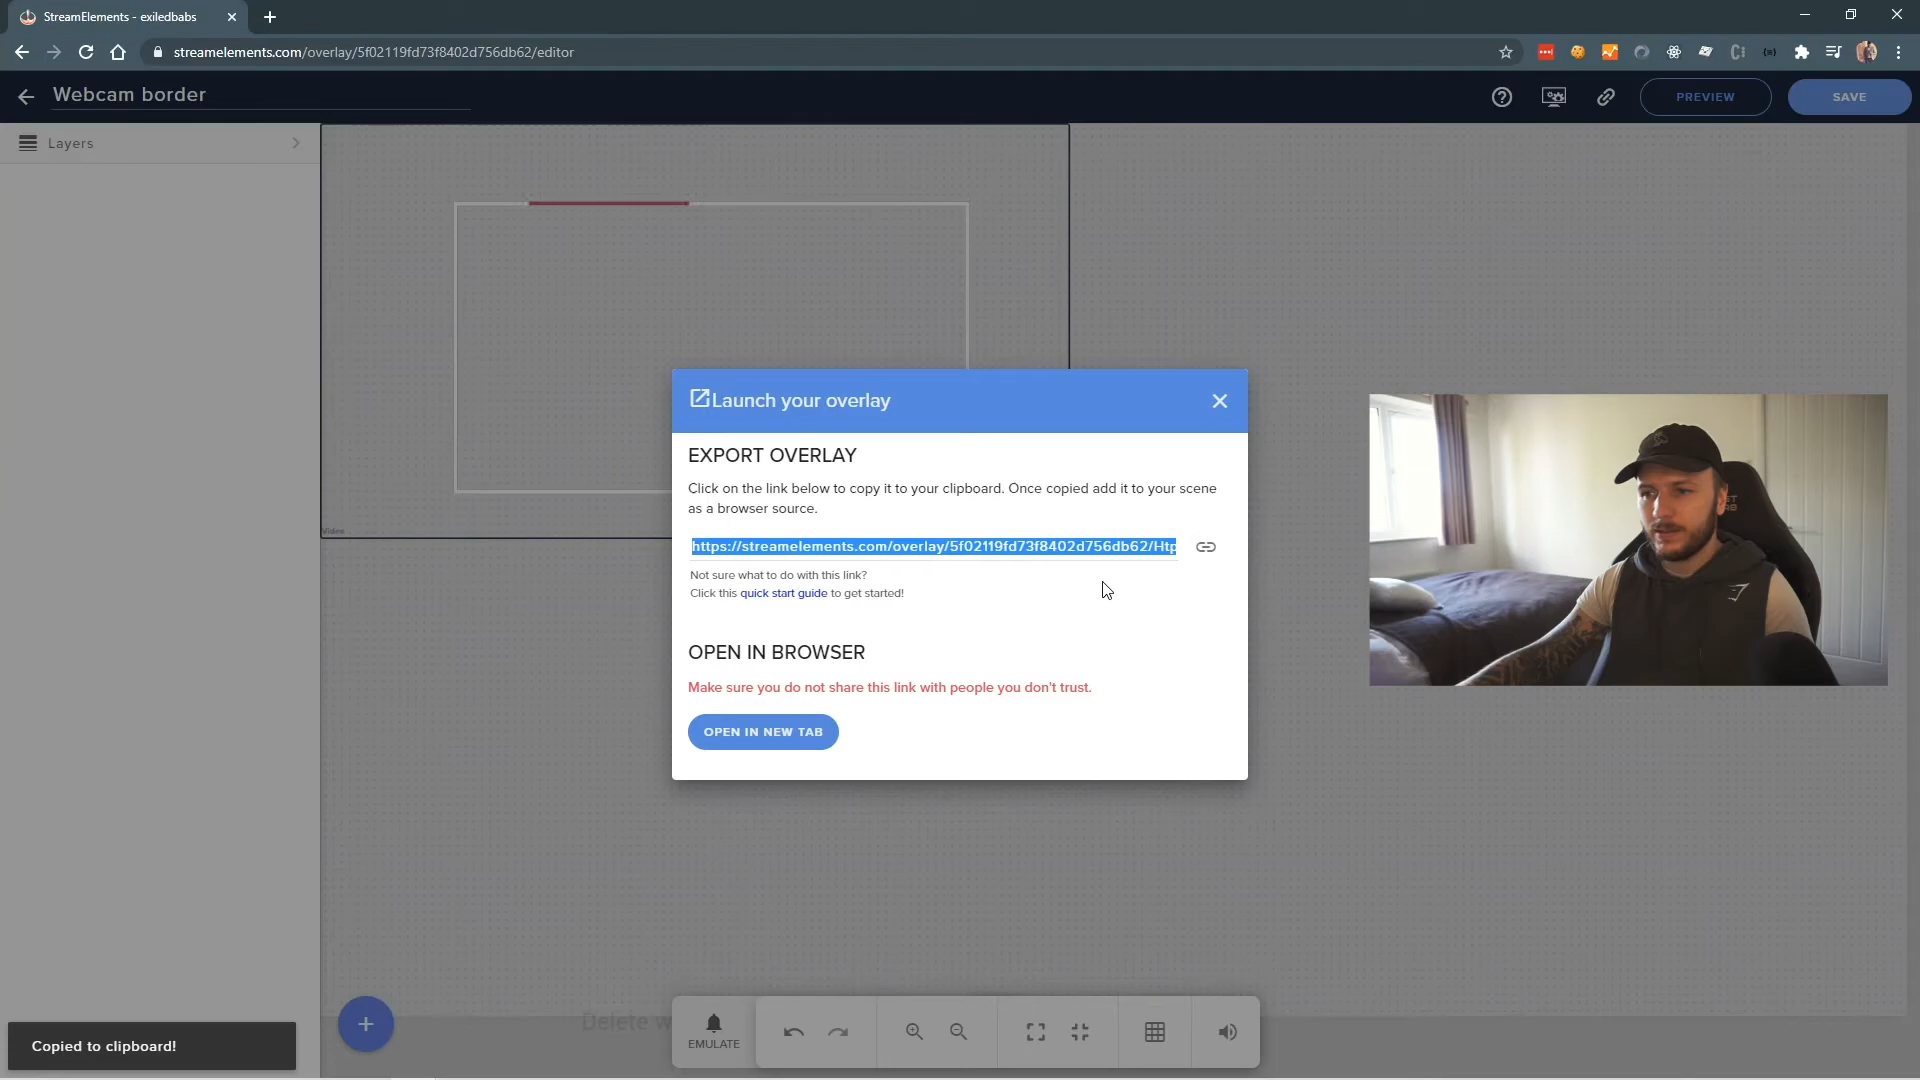 StreamElements - exiledbabs
streamelements.com/overlay/5f02119fd73f8402d756db62/editor
Webcam border
PREVIEW
SAVE
Layers
Video
Launch your overlay
EXPORT OVERLAY
Click on the link below to copy it to your clipboard. Once copied add it to your scene
as a browser source.
https://streamelements.com/overlay/5f02119fd73f8402d756db62/Htp
Not sure what to do with this link?
Click this quick start guide to get started!
OPEN IN BROWSER
Make sure you do not share this link with people you don't trust.
OPEN IN NEW TAB
Delete w
EMULATE
Copied to clipboard!